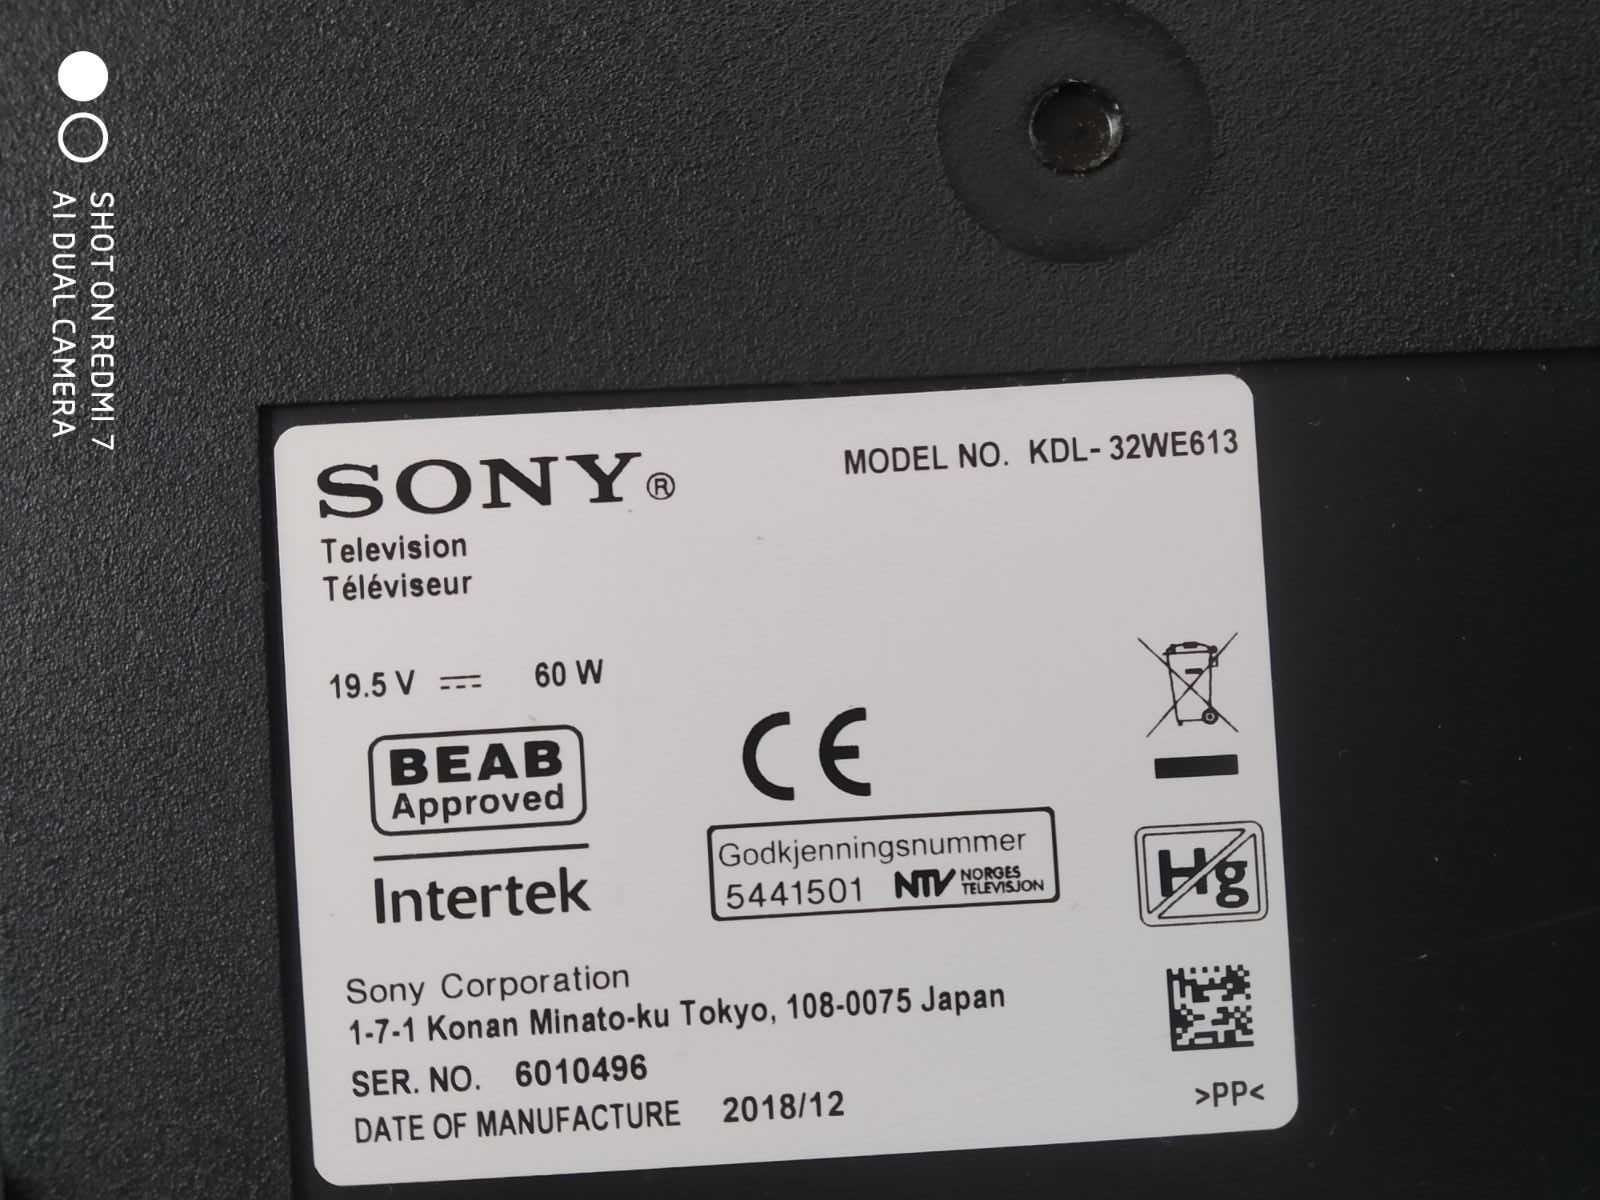 SHOT ON REDMI 7
AI DUAL CAMERA
SONY®
MODEL NO. KDL-32WE613
Television
Téléviseur
19.5 V ⎓ 60 W
BEAB
Approved
Intertek
CE
Godkjenningsnummer
5441501 NTV NORGES TELEVISJON
Hg
Sony Corporation
1-7-1 Konan Minato-ku Tokyo, 108-0075 Japan
SER. NO. 6010496
DATE OF MANUFACTURE 2018/12
>PP<